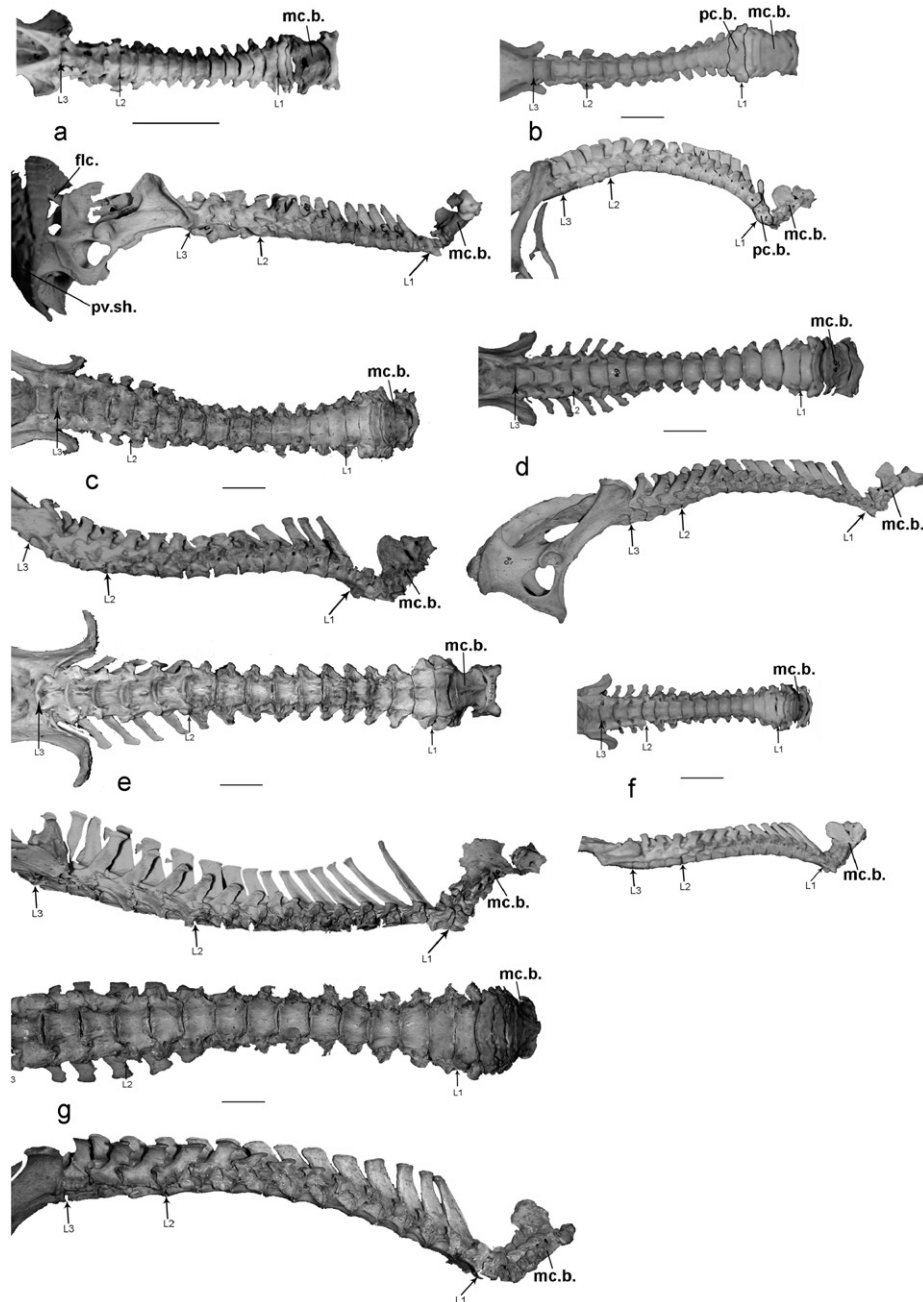 mc.b.
L3 L2 L1
a
pc.b. mc.b.
L3 L2 L1
b
flc.
L3 L2 mc.b.
L1
pv.sh.
L3 L2 L1 pc.b. mc.b.
mc.b.
L3 L2 L1
c
mc.b.
2 L1
d
L3 L2 L1 mc.b.
L3 L2 L1 mc.b.
mc.b.
L3 L2 L1
e
mc.b.
L3 L2 L1
f
L3 L2 L1 mc.b.
L3 L2 L1 mc.b.
mc.b.
3 L2 L1
g
L3 L2 mc.b.
L1